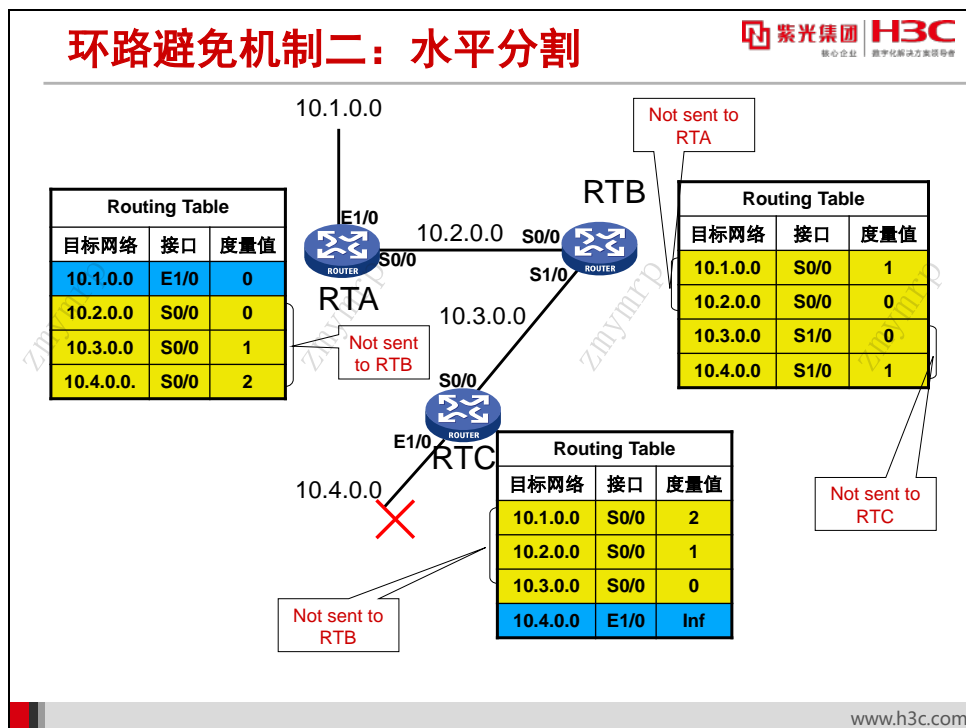 环路避免机制二：水平分割
紫光集团
核心企业
H3C
数字化解决方案领导者
10.1.0.0
Not sent to
RTA
RTB
Routing Table
目标网络 接口 度量值
10.1.0.0 E1/0 0
10.2.0.0 S0/0 0
10.3.0.0 S0/0 1
10.4.0.0. S0/0 2
E1/0
ROUTER
S0/0
RTA
10.2.0.0
S0/0
ROUTER
S1/0
Routing Table
目标网络 接口 度量值
10.1.0.0 S0/0 1
10.2.0.0 S0/0 0
10.3.0.0 S1/0 0
10.4.0.0 S1/0 1
Not sent
to RTB
10.3.0.0
S0/0
ROUTER
E1/0
RTC
10.4.0.0
Routing Table
目标网络 接口 度量值
10.1.0.0 S0/0 2
10.2.0.0 S0/0 1
10.3.0.0 S0/0 0
10.4.0.0 E1/0 Inf
Not sent to
RTC
Not sent to
RTB
zmymrp
zmymrp
zmymrp
www.h3c.com